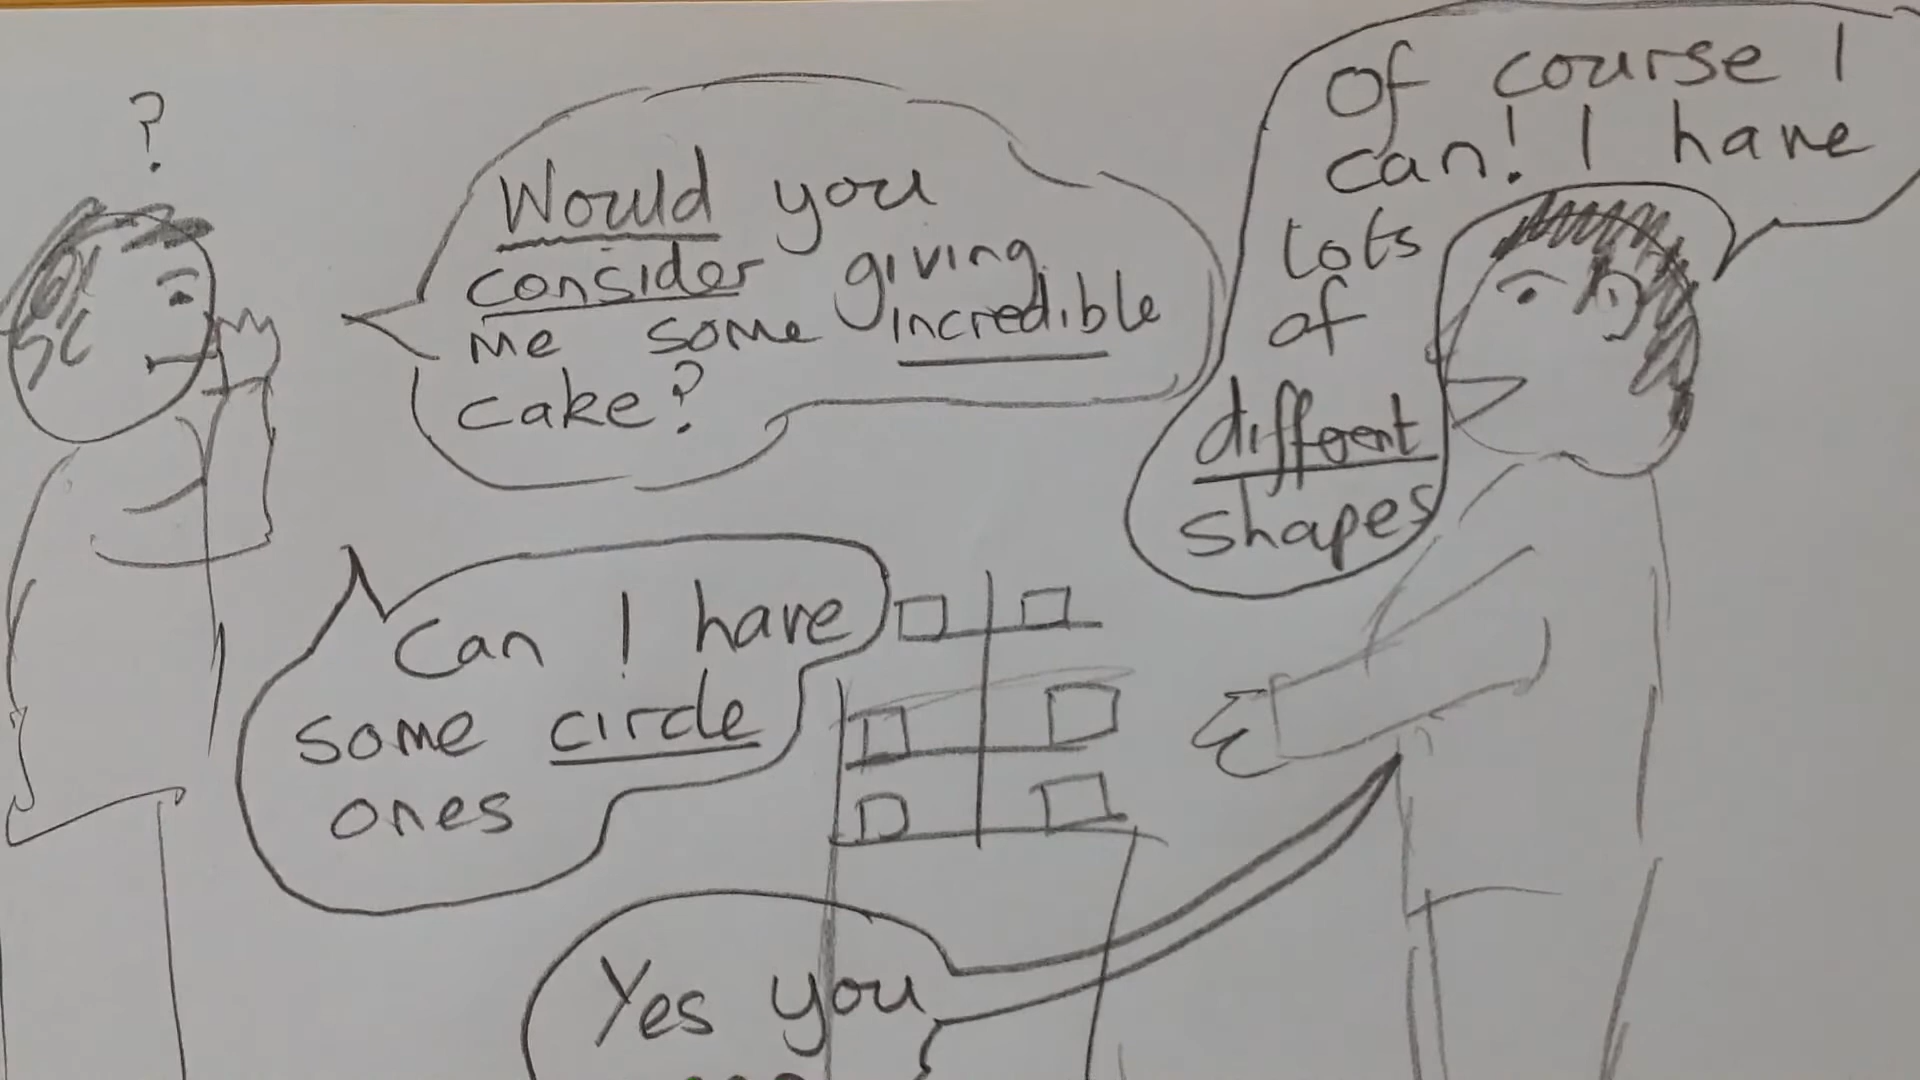 ?
Would you
consider giving
me some incredible
cake?
Of course I
can! I have
lots
of
different
shapes
Can I have
some circle
ones
Yes you